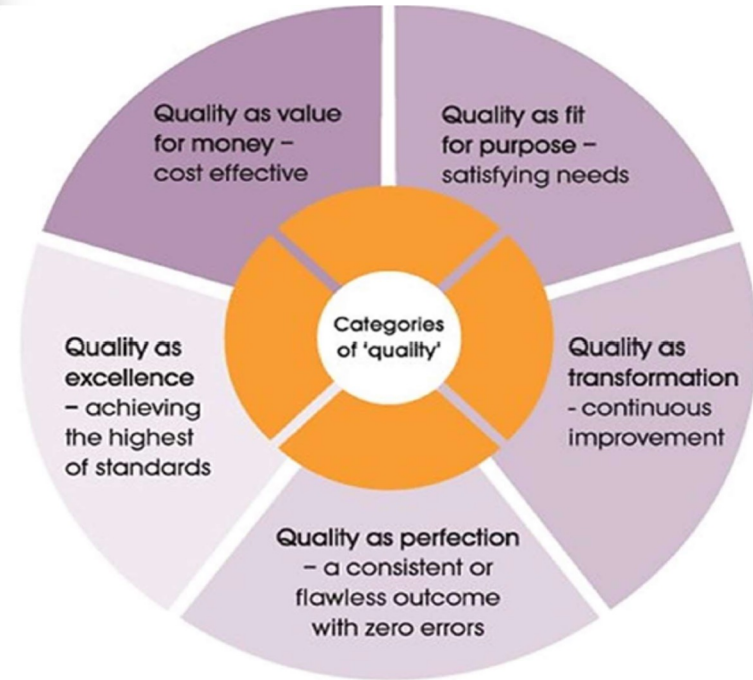 Quality as value
for money –
cost effective
Quality as fit
for purpose –
satisfying needs
Categories
of 'quailty'
Quality as
excellence
– achieving
the highest
of standards
Quality as
transformation
- continuous
improvement
Quality as perfection
– a consistent or
flawless outcome
with zero errors